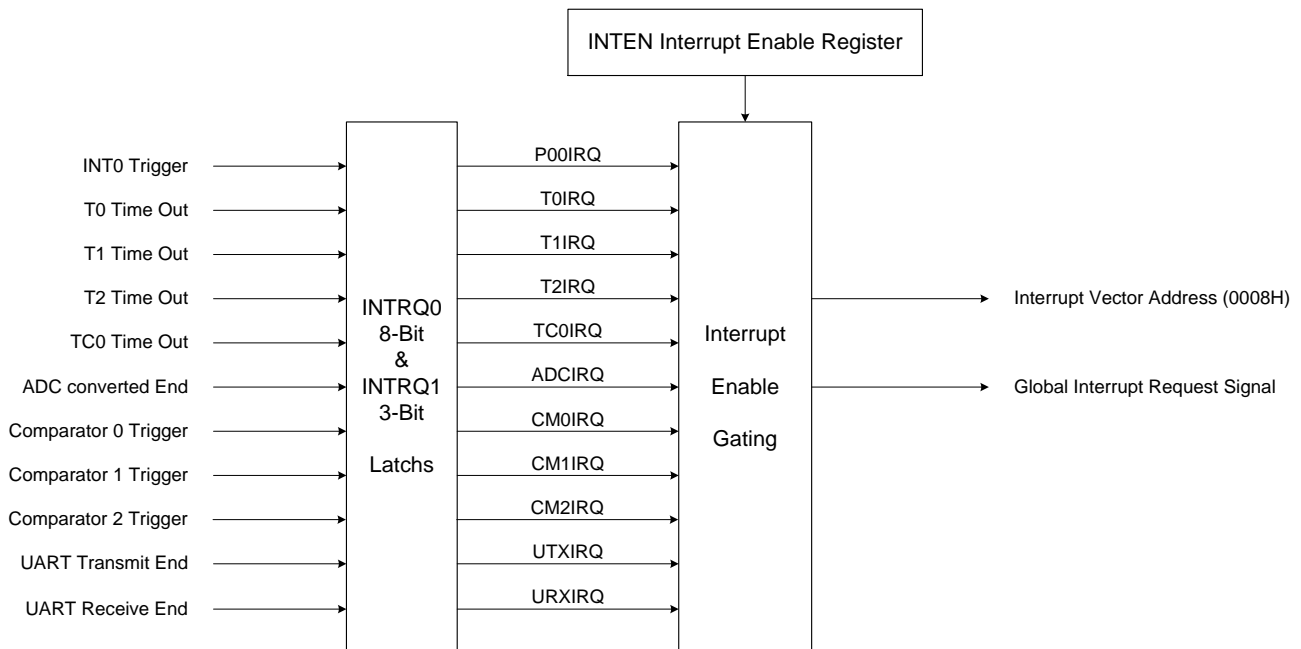 INTEN Interrupt Enable Register
INT0 Trigger
T0 Time Out
T1 Time Out
T2 Time Out
TC0 Time Out
ADC converted End
Comparator 0 Trigger
Comparator 1 Trigger
Comparator 2 Trigger
UART Transmit End
UART Receive End
INTRQ0
8-Bit
&
INTRQ1
3-Bit
Latchs
P00IRQ
T0IRQ
T1IRQ
T2IRQ
TC0IRQ
ADCIRQ
CM0IRQ
CM1IRQ
CM2IRQ
UTXIRQ
URXIRQ
Interrupt
Enable
Gating
Interrupt Vector Address (0008H)
Global Interrupt Request Signal